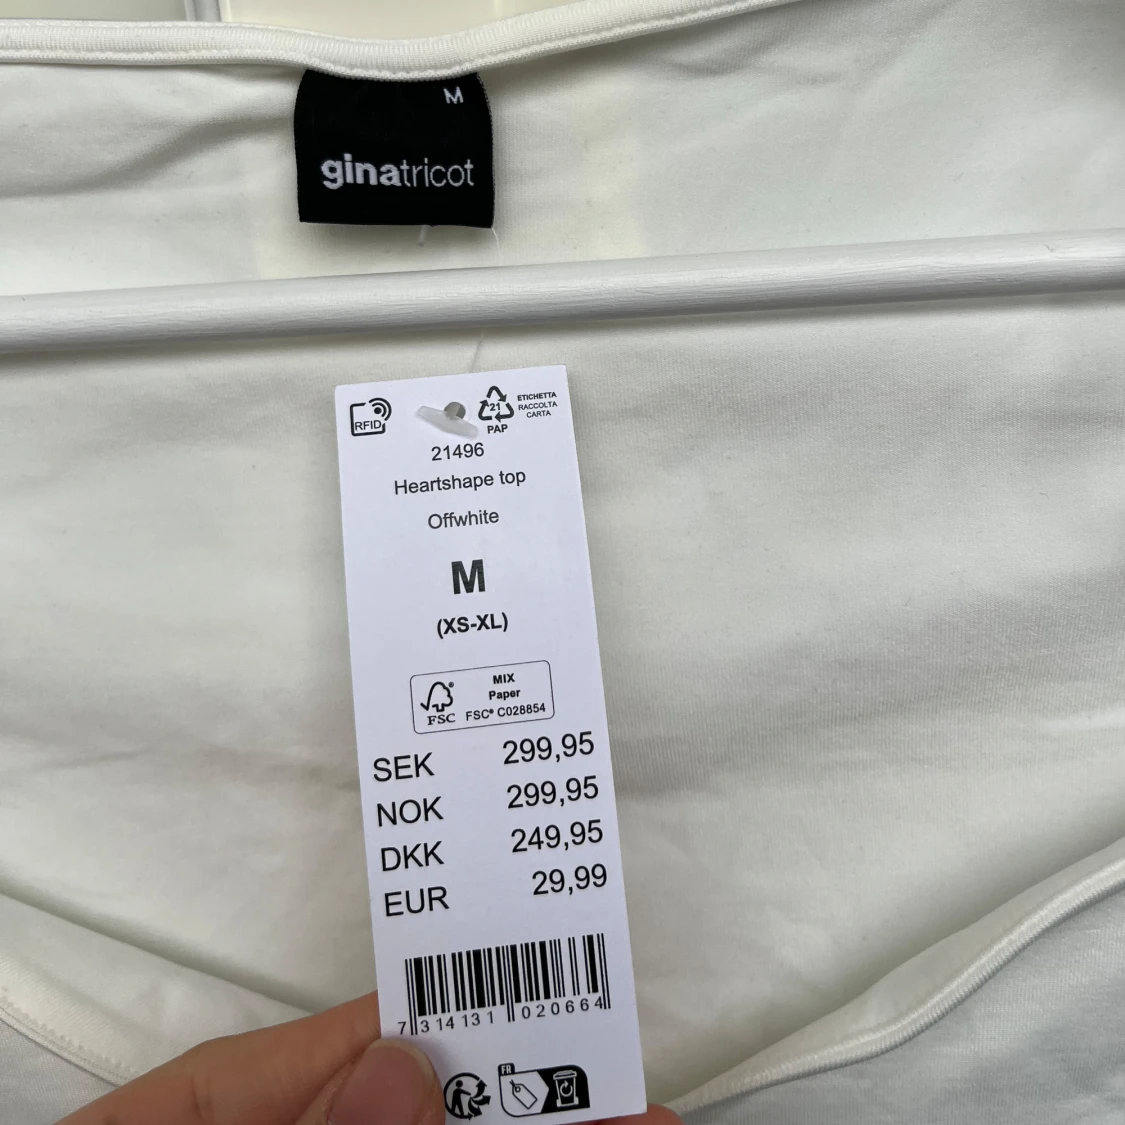 M
ginatricot
RFID
21
PAP
ETICHETTA
RACCOLTA
CARTA
21496
Heartshape top
Offwhite
M
(XS-XL)
FSC®
MIX
Paper
FSC® C028854
SEK 299,95
NOK 299,95
DKK 249,95
EUR 29,99
7 314131 020664
FR